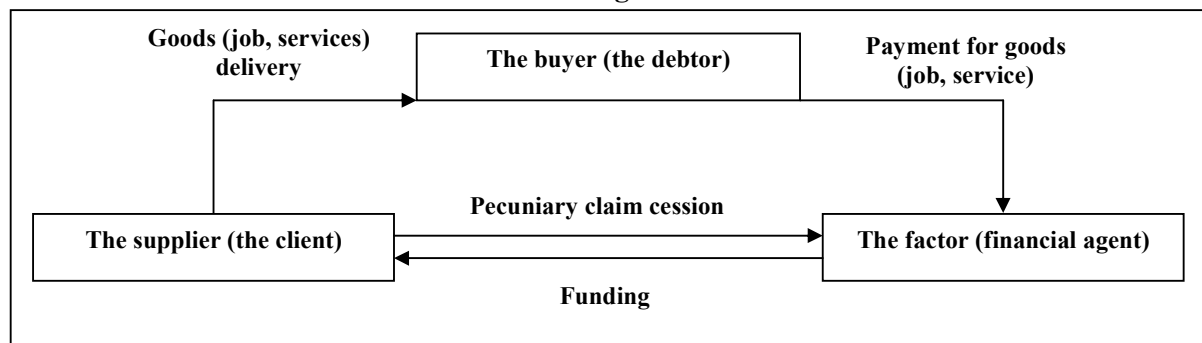 g
Goods (job, services)
delivery
The buyer (the debtor)
Payment for goods
(job, service)
Pecuniary claim cession
The supplier (the client)
The factor (financial agent)
Funding